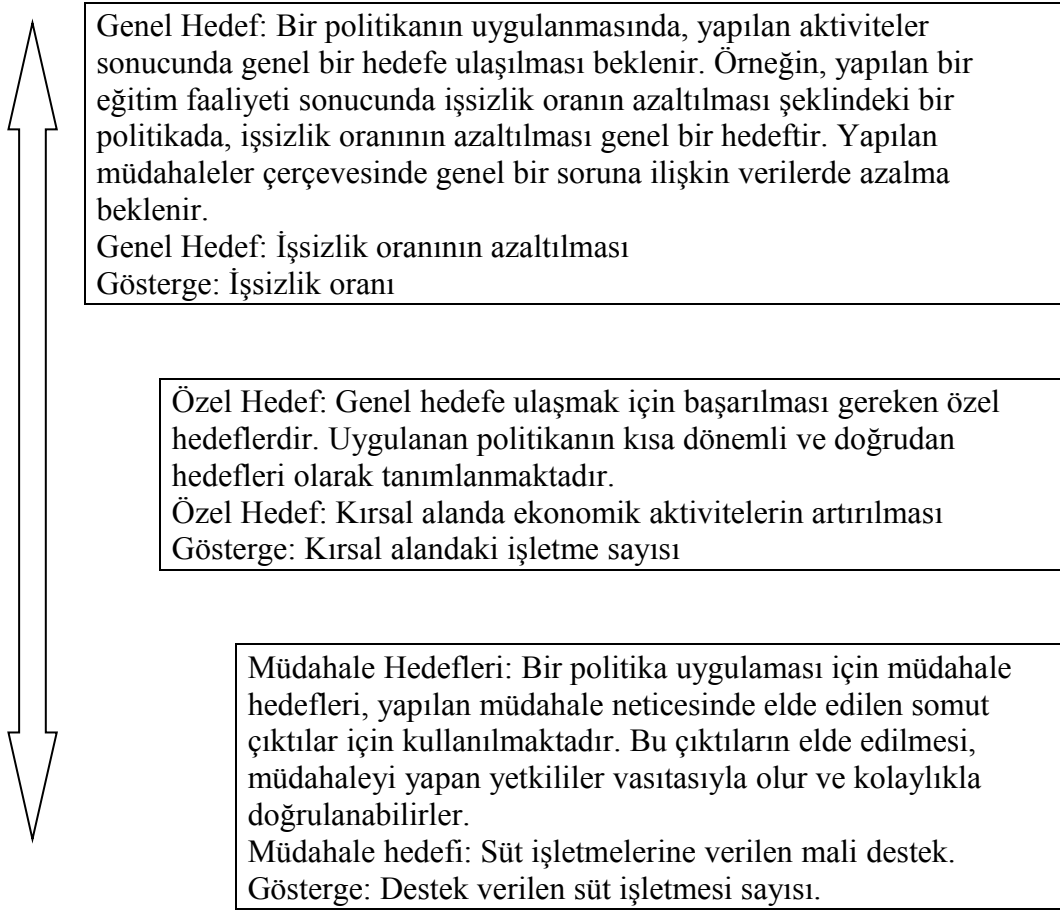 Genel Hedef: Bir politikanın uygulanmasında, yapılan aktiviteler
sonucunda genel bir hedefe ulaşılması beklenir. Örneğin, yapılan bir
eğitim faaliyeti sonucunda işsizlik oranın azaltılması şeklindeki bir
politikada, işsizlik oranının azaltılması genel bir hedeftir. Yapılan
müdahaleler çerçevesinde genel bir soruna ilişkin verilerde azalma
beklenir.
Genel Hedef: İşsizlik oranının azaltılması
Gösterge: İşsizlik oranı
Özel Hedef: Genel hedefe ulaşmak için başarılması gereken özel
hedeflerdir. Uygulanan politikanın kısa dönemli ve doğrudan
hedefleri olarak tanımlanmaktadır.
Özel Hedef: Kırsal alanda ekonomik aktivitelerin artırılması
Gösterge: Kırsal alandaki işletme sayısı
Müdahale Hedefleri: Bir politika uygulaması için müdahale
hedefleri, yapılan müdahale neticesinde elde edilen somut
çıktılar için kullanılmaktadır. Bu çıktıların elde edilmesi,
müdahaleyi yapan yetkililer vasıtasıyla olur ve kolaylıkla
doğrulanabilirler.
Müdahale hedefi: Süt işletmelerine verilen mali destek.
Gösterge: Destek verilen süt işletmesi sayısı.